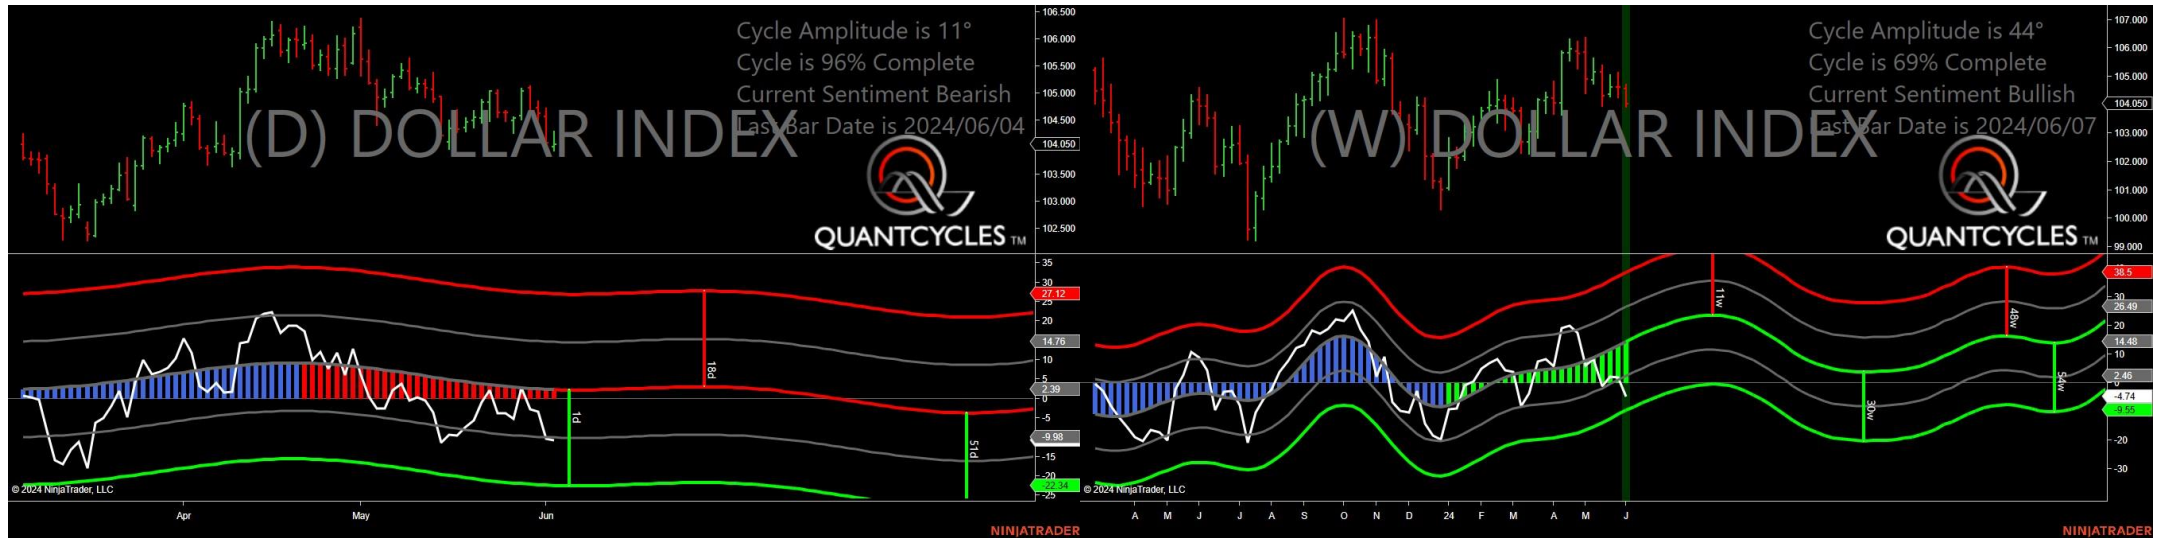 Cycle Amplitude is 11°
Cycle is 96% Complete
Current Sentiment Bearish
Last Bar Date is 2024/06/04
(D) DOLLAR INDEX
QUANTCYCLES TM
106.500
106.000
105.500
105.000
104.500
104.050
103.500
103.000
102.500
35
30
27.12
25
20
14.76
10
5
2.39
0
-5
-9.98
-15
-20
-22.34
-25
18d
1d
51d
© 2024 NinjaTrader, LLC
Apr May Jun
NINJATRADER
Cycle Amplitude is 44°
Cycle is 69% Complete
Current Sentiment Bullish
Last Bar Date is 2024/06/07
(W) DOLLAR INDEX
QUANTCYCLES TM
107.000
106.000
105.000
104.050
103.000
102.000
101.000
100.000
99.000
38.5
30
26.49
20
14.48
10
2.46
0
-4.74
-9.55
-20
-30
11w
48w
30w
54w
© 2024 NinjaTrader, LLC
A M J J A S O N D 24 F M A M J
NINJATRADER